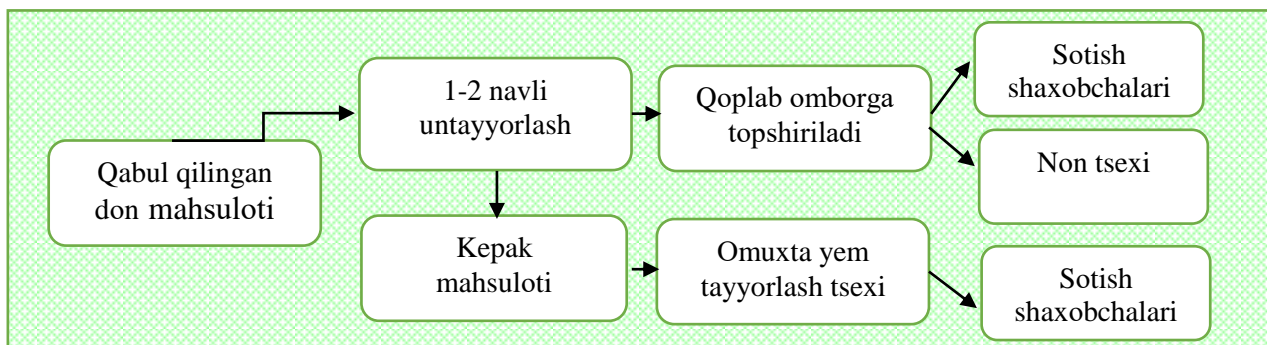 Qabul qilingan
don mahsuloti
1-2 navli
untayyorlash
Qoplab omborga
topshiriladi
Sotish
shaxobchalari
Non tsexi
Kepak
mahsuloti
Omuxta yem
tayyorlash tsexi
Sotish
shaxobchalari